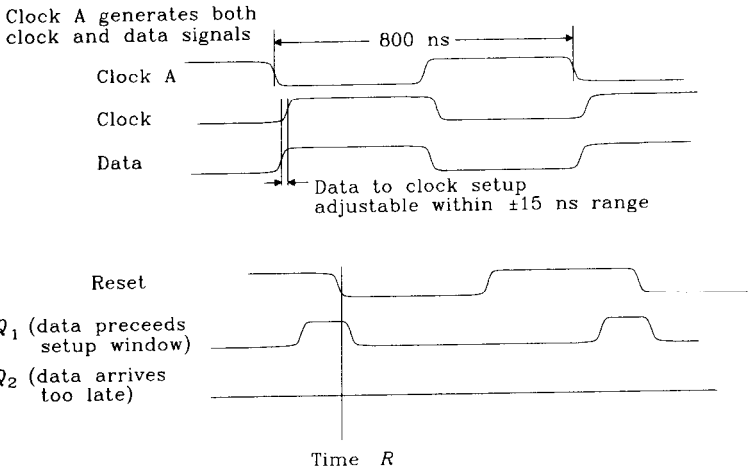 Clock A generates both
clock and data signals
800 ns
Clock A
Clock
Data
Data to clock setup
adjustable within ±15 ns range
Reset
Q1 (data preceeds
setup window)
Q2 (data arrives
too late)
Time R